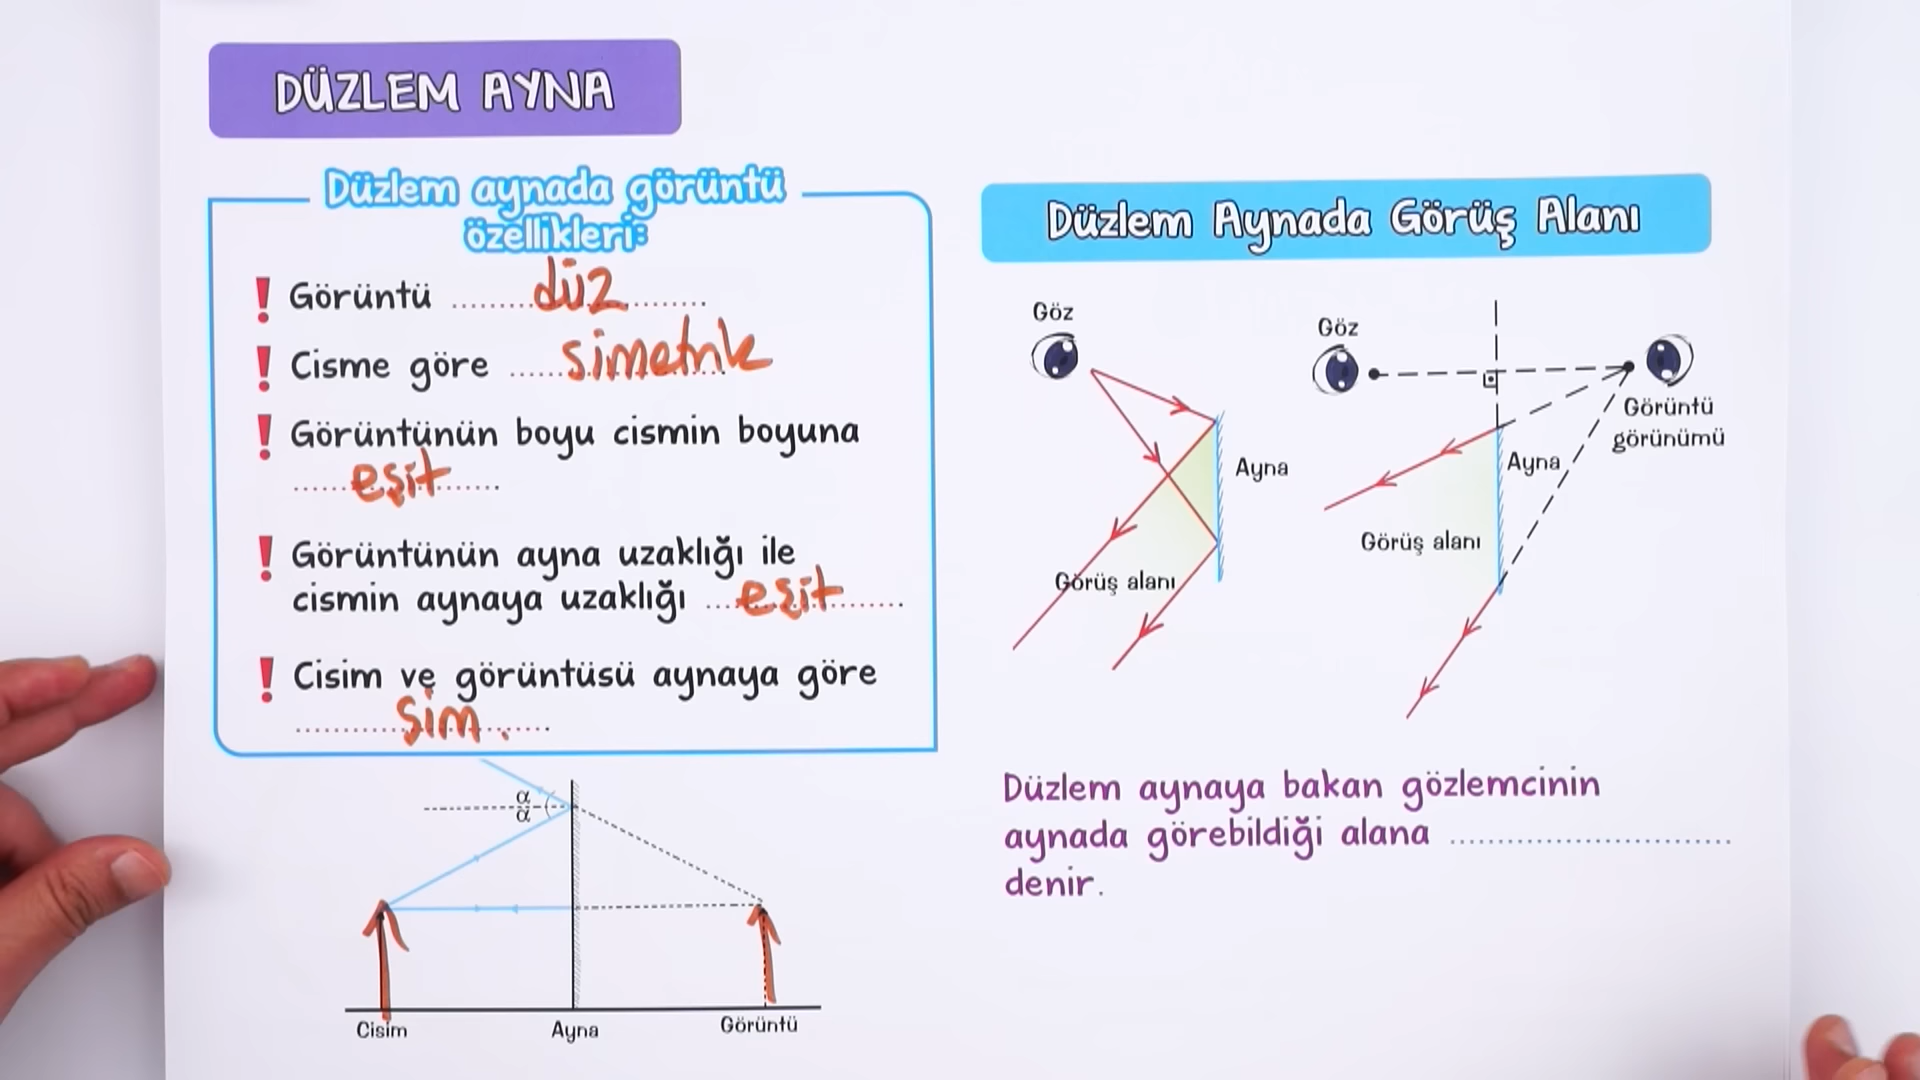 DÜZLEM AYNA
Düzlem aynada görüntü
özellikleri:
! Görüntü ........düz........
! Cisme göre .....simetrik.....
! Görüntünün boyu cismin boyuna
......eşit......
! Görüntünün ayna uzaklığı ile
cismin aynaya uzaklığı ...eşit......
! Cisim ve görüntüsü aynaya göre
..........sim.....
α
α
Cisim
Ayna
Görüntü
Düzlem Aynada Görüş Alanı
Göz
Ayna
Görüş alanı
Göz
Görüntü
görünümü
Ayna
Görüş alanı
Düzlem aynaya bakan gözlemcinin
aynada görebildiği alana ............................
denir.